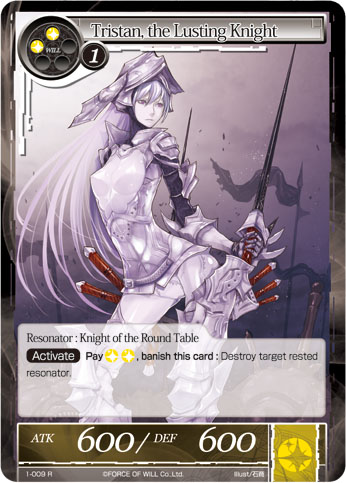 Tristan, the Lusting Knight
WILL
1
Resonator : Knight of the Round Table
Activate Pay , banish this card : Destroy target rested
resonator.
ATK 600 / DEF 600
1-009 R ©FORCE OF WILL Co.,Ltd. Illust/石橋